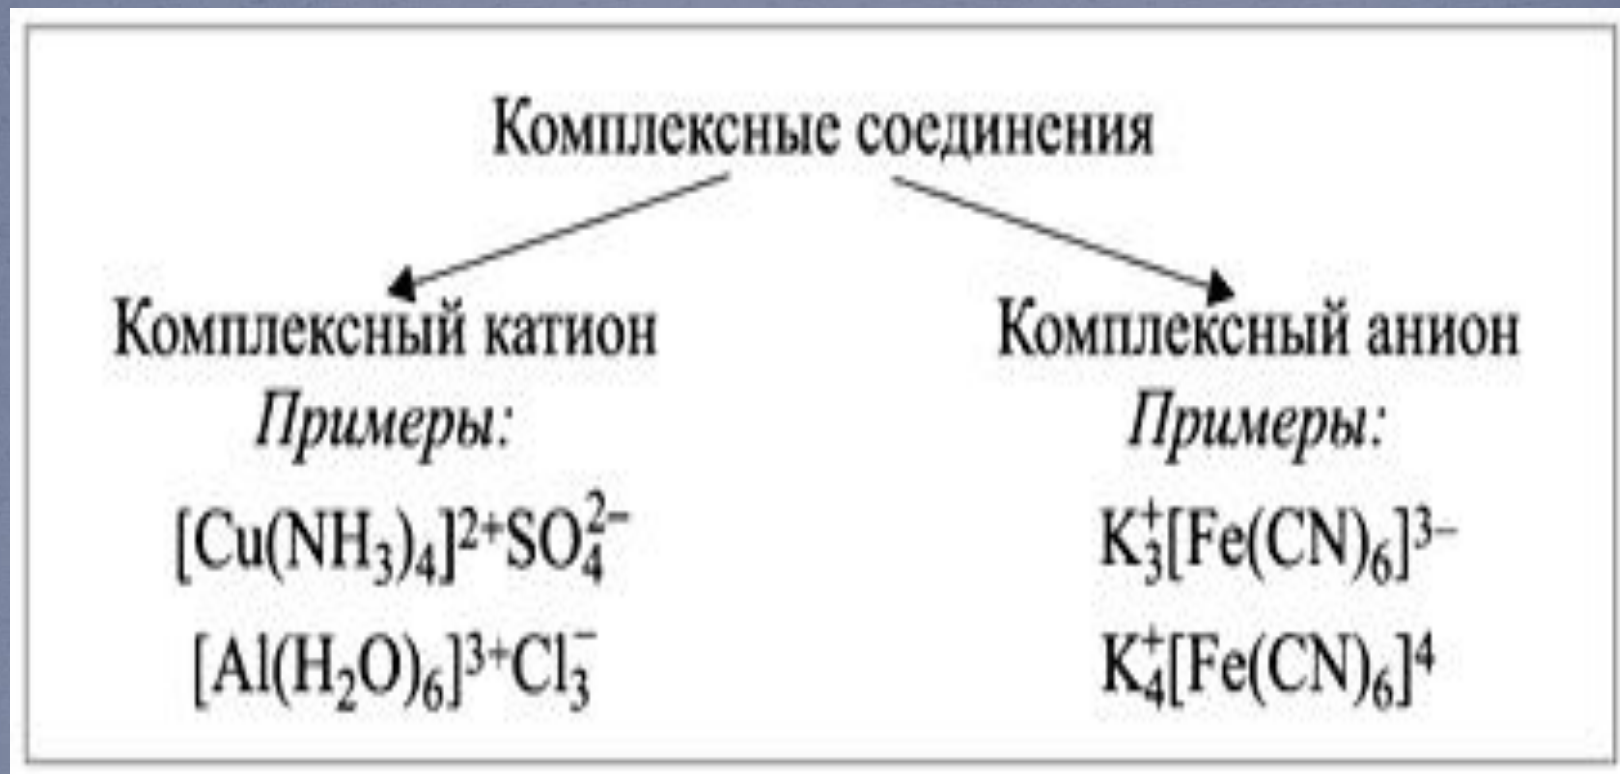 Комплексные соединения
Комплексный катион
Примеры:
[Cu(NH₃)₄]²⁺SO₄²⁻
[Al(H₂O)₆]³⁺Cl₃⁻
Комплексный анион
Примеры:
K₃⁺[Fe(CN)₆]³⁻
K₄⁺[Fe(CN)₆]⁴